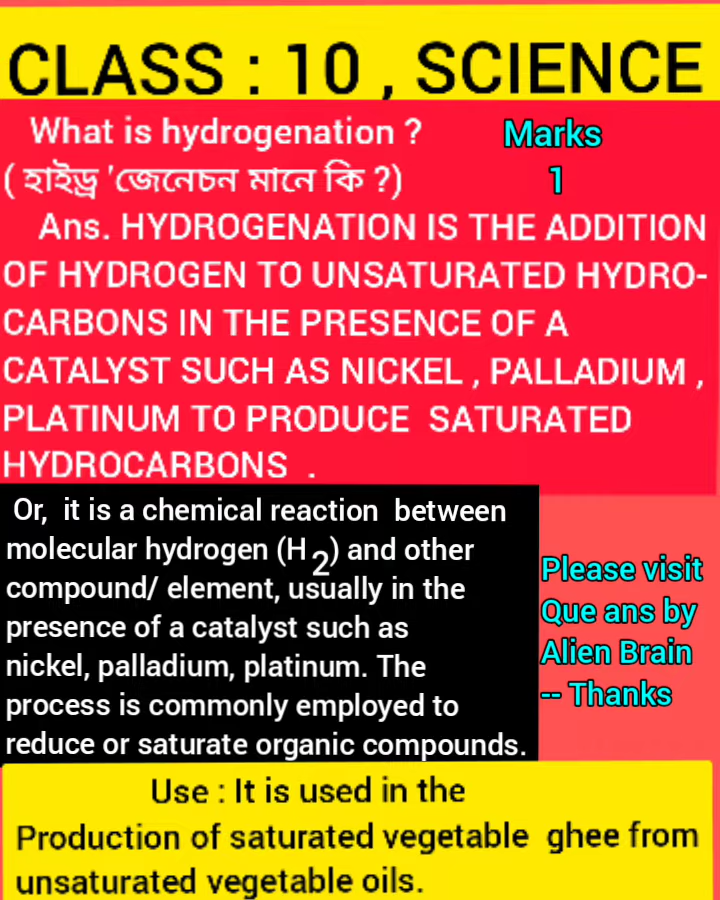 CLASS : 10 , SCIENCE
What is hydrogenation ? Marks
( হাইড্ৰ 'জেনেচন মানে কি ?) 1
Ans. HYDROGENATION IS THE ADDITION
OF HYDROGEN TO UNSATURATED HYDRO-
CARBONS IN THE PRESENCE OF A
CATALYST SUCH AS NICKEL , PALLADIUM ,
PLATINUM TO PRODUCE SATURATED
HYDROCARBONS .
Or, it is a chemical reaction between
molecular hydrogen (H2) and other
compound/ element, usually in the
presence of a catalyst such as
nickel, palladium, platinum. The
process is commonly employed to
reduce or saturate organic compounds.
Please visit
Que ans by
Alien Brain
-- Thanks
Use : It is used in the
Production of saturated vegetable ghee from
unsaturated vegetable oils.